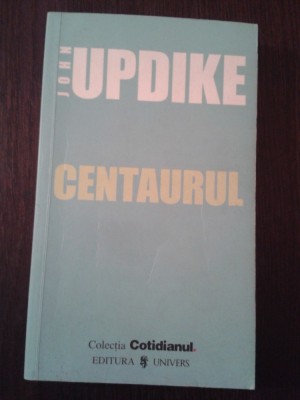 JOHN
UPDIKE
CENTAURUL
Colecția Cotidianul.
EDITURA UNIVERS